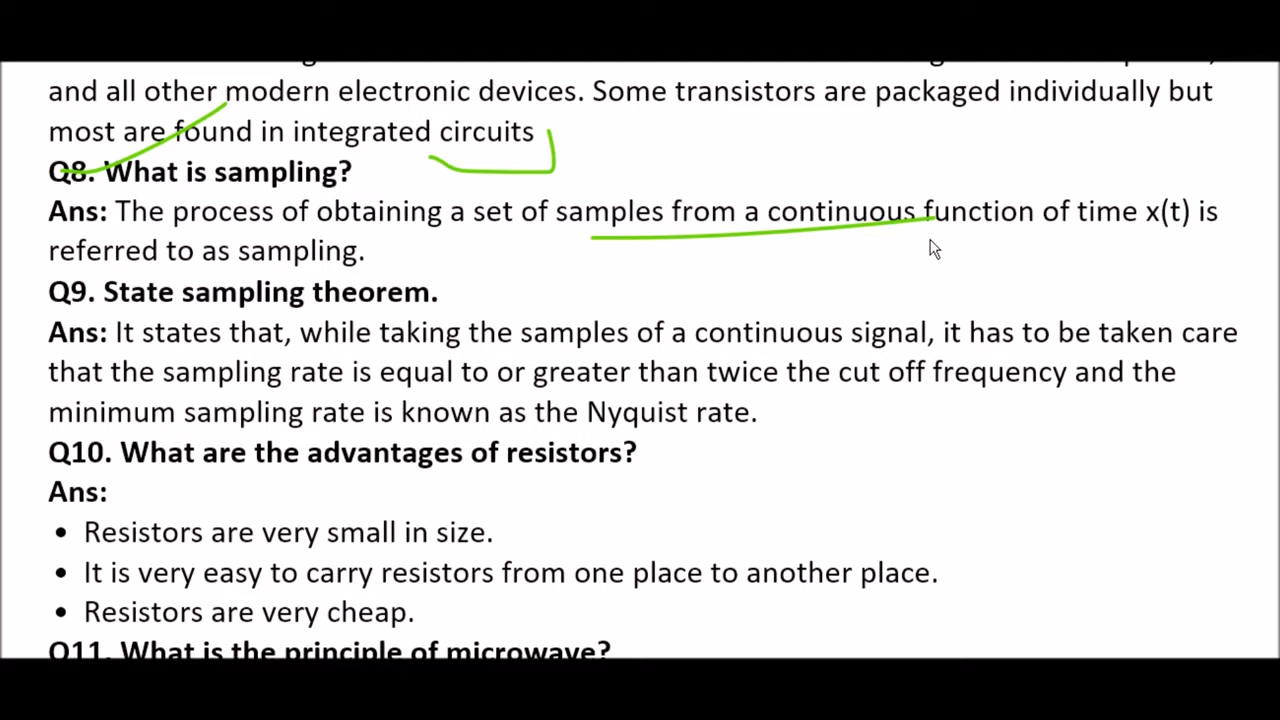 and all other modern electronic devices. Some transistors are packaged individually but
most are found in integrated circuits
Q8. What is sampling?
Ans: The process of obtaining a set of samples from a continuous function of time x(t) is
referred to as sampling.
Q9. State sampling theorem.
Ans: It states that, while taking the samples of a continuous signal, it has to be taken care
that the sampling rate is equal to or greater than twice the cut off frequency and the
minimum sampling rate is known as the Nyquist rate.
Q10. What are the advantages of resistors?
Ans:
• Resistors are very small in size.
• It is very easy to carry resistors from one place to another place.
• Resistors are very cheap.
Q11. What is the principle of microwave?